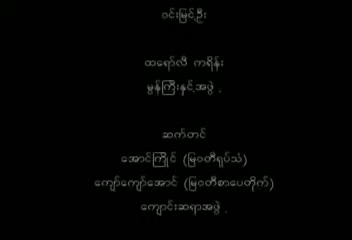 ဝင်းမြင့်ဦး
ထရော်လီ ကရိန်း
မွန်ကြီးနှင့်အဖွဲ့
ဆက်တင်
အောင်ကြိုင် (မြဝတီရုပ်သံ)
ကျော်ကျော်အောင် (မြဝတီစာပေတိုက်)
ကျောင်းဆရာအဖွဲ့